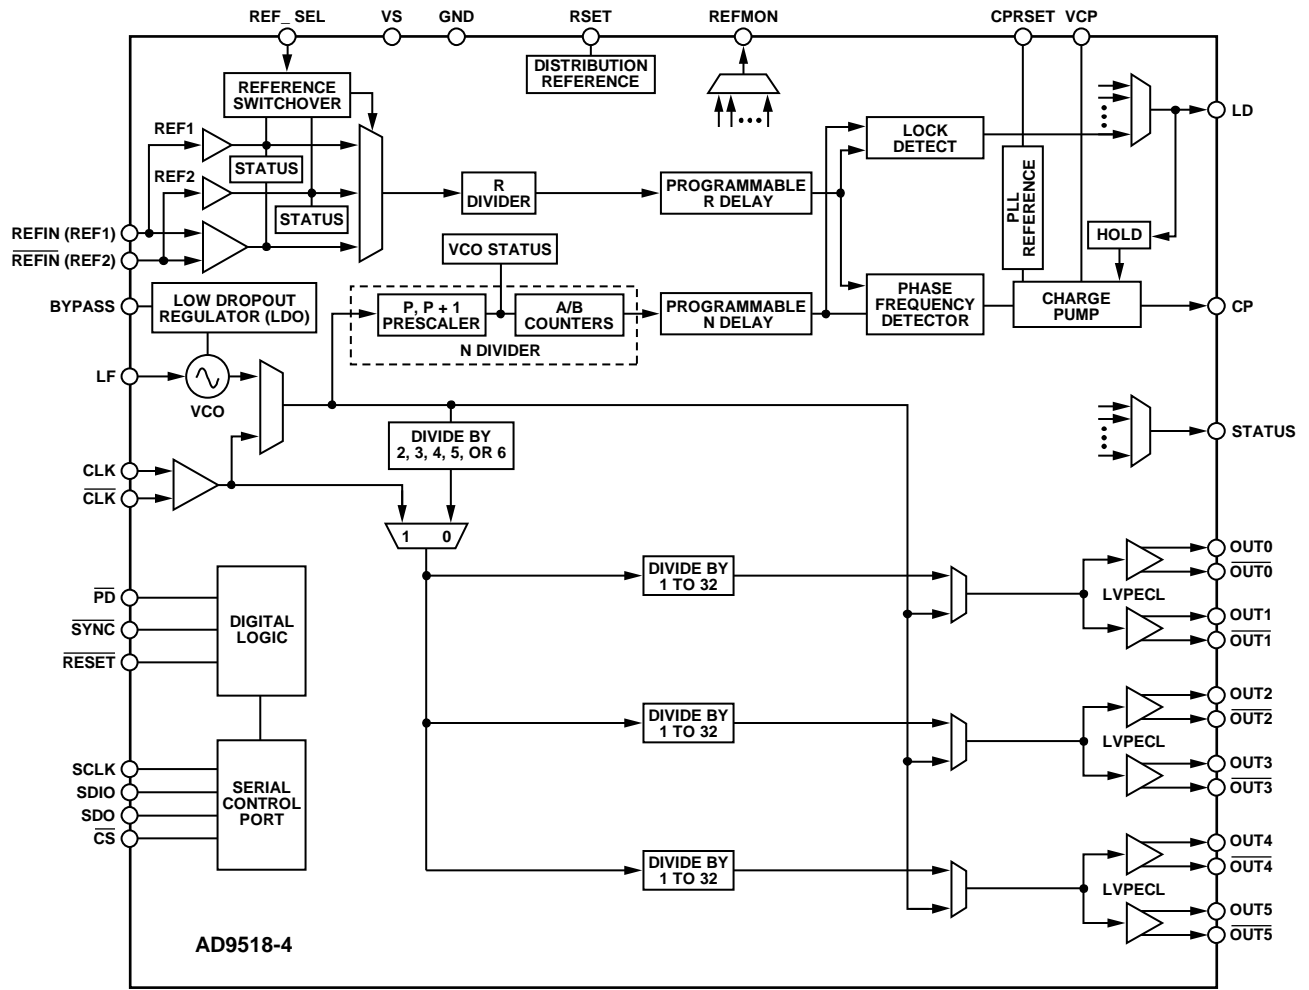 REF_ SEL
VS
GND
RSET
REFMON
CPRSET
VCP
DISTRIBUTION
REFERENCE
REFERENCE
SWITCHOVER
REF1
STATUS
REF2
STATUS
R
DIVIDER
PROGRAMMABLE
R DELAY
LOCK
DETECT
LD
PLL
REFERENCE
HOLD
REFIN (REF1)
REFIN (REF2)
VCO STATUS
BYPASS
LOW DROPOUT
REGULATOR (LDO)
P, P + 1
PRESCALER
A/B
COUNTERS
N DIVIDER
PROGRAMMABLE
N DELAY
PHASE
FREQUENCY
DETECTOR
CHARGE
PUMP
CP
LF
VCO
DIVIDE BY
2, 3, 4, 5, OR 6
STATUS
CLK
CLK
1 0
DIVIDE BY
1 TO 32
LVPECL
OUT0
OUT0
OUT1
OUT1
PD
SYNC
RESET
DIGITAL
LOGIC
DIVIDE BY
1 TO 32
LVPECL
OUT2
OUT2
OUT3
OUT3
SCLK
SDIO
SDO
CS
SERIAL
CONTROL
PORT
DIVIDE BY
1 TO 32
LVPECL
OUT4
OUT4
OUT5
OUT5
AD9518-4